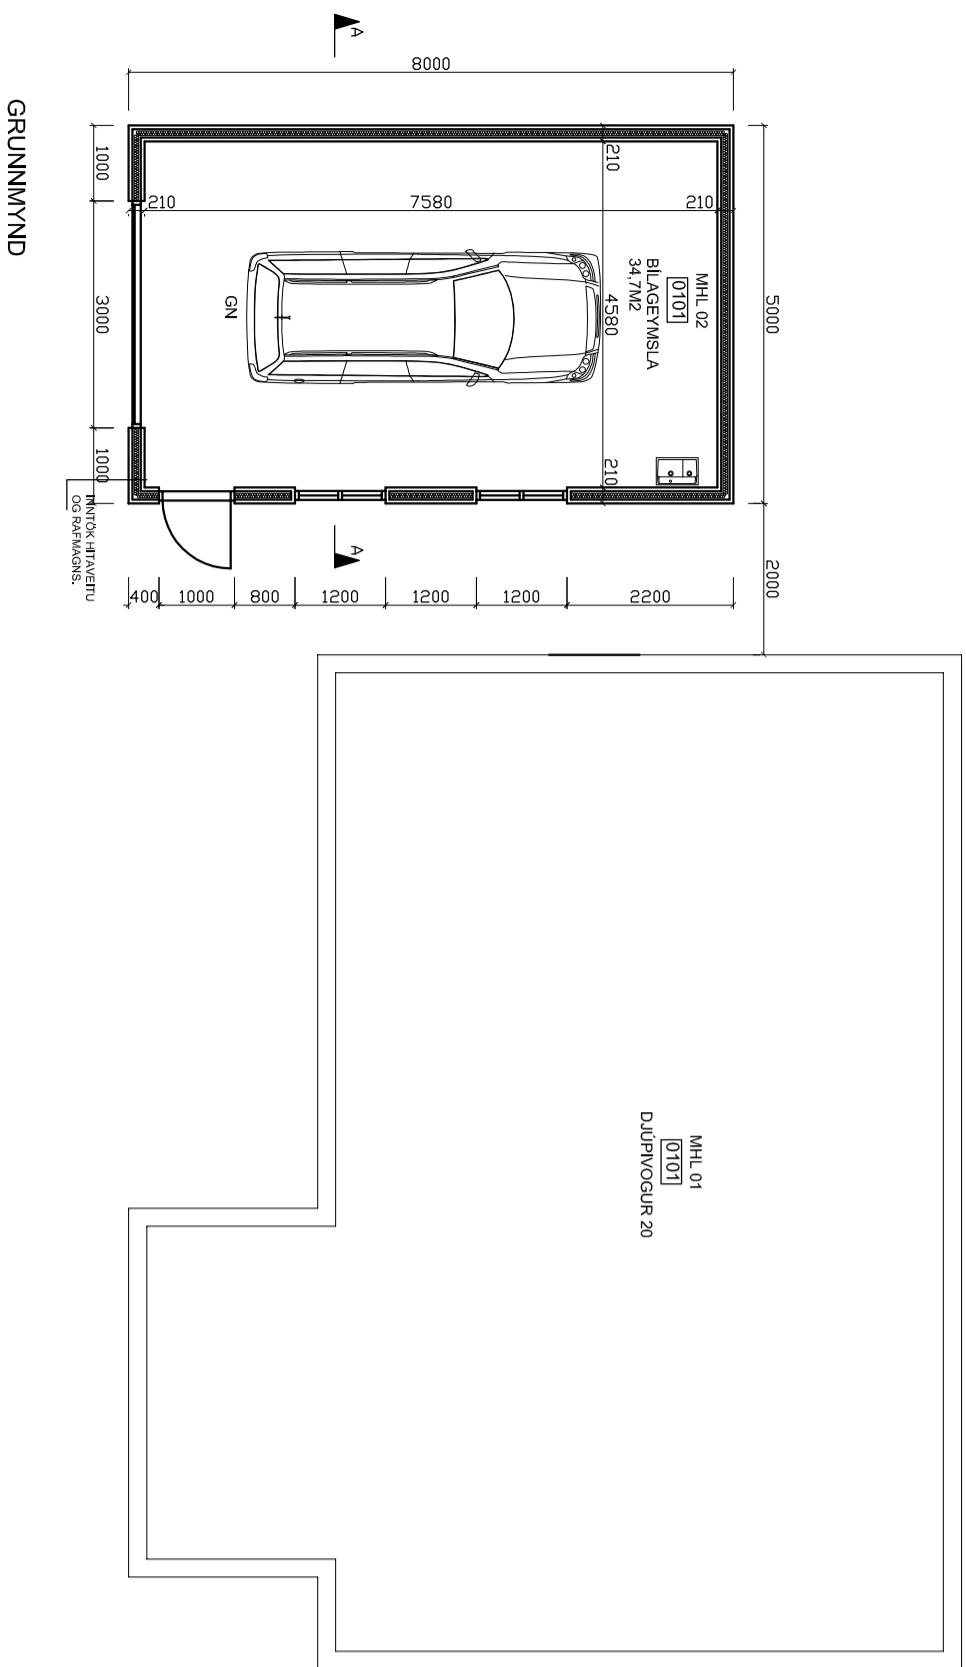 A
8000
5000
2000
1000
3000
1000
210
7580
210
210
4580
210
MHL 02
0101
BÍLAGEYMSLA
34,7M2
GN
INNTÖK HITAVEITU
OG RAFMAGNS.
A
400
1000
800
1200
1200
1200
2200
MHL 01
0101
DJÚPIVOGUR 20
GRUNNMYND